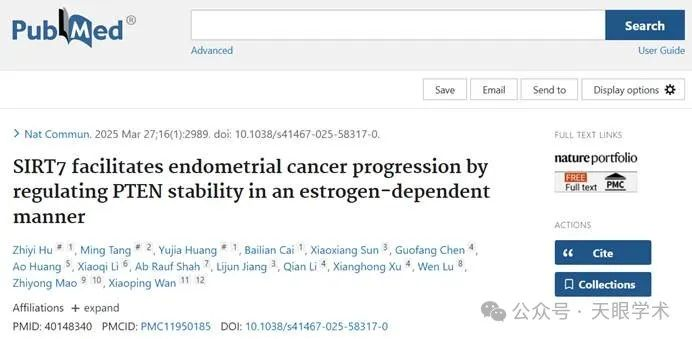 PubMed®
Search
Advanced
User Guide
Save
Email
Send to
Display options
Nat Commun. 2025 Mar 27;16(1):2989. doi: 10.1038/s41467-025-58317-0.
SIRT7 facilitates endometrial cancer progression by
regulating PTEN stability in an estrogen-dependent
manner
Zhiyi Hu # 1, Ming Tang # 2, Yujia Huang # 1, Bailian Cai 1, Xiaoxiang Sun 3, Guofang Chen 4,
Ao Huang 5, Xiaoqi Li 6, Ab Rauf Shah 7, Lijun Jiang 3, Qian Li 4, Xianghong Xu 4, Wen Lu 8,
Zhiyong Mao 9 10, Xiaoping Wan 11 12
Affiliations + expand
PMID: 40148340 PMCID: PMC11950185 DOI: 10.1038/s41467-025-58317-0
FULL TEXT LINKS
natureportfolio
FREE
Full text
PMC
ACTIONS
Cite
Collections
公众号 · 天眼学术